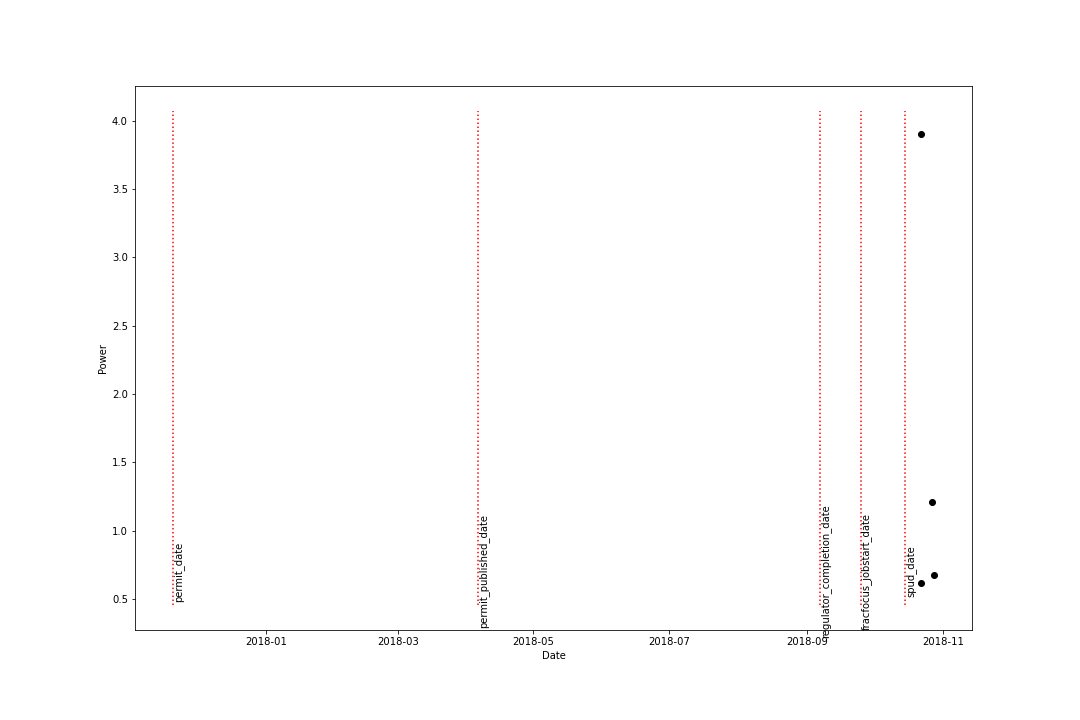 4.0
3.5
3.0
2.5
2.0
1.5
1.0
0.5
Power
permit_date
permit_published_date
regulator_completion_date
fracfocus_jobstart_date
spud_date
2018-01
2018-03
2018-05
2018-07
2018-09
2018-11
Date